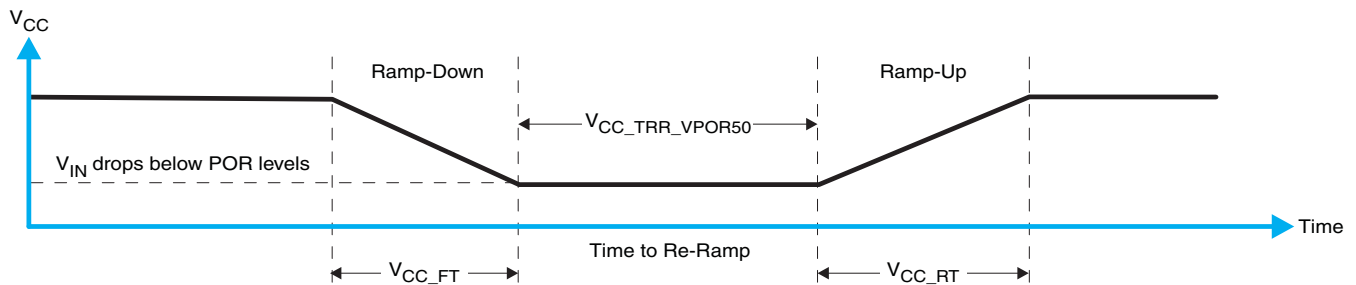 VCC
Ramp-Down
Ramp-Up
VCC_TRR_VPOR50
VIN drops below POR levels
Time
Time to Re-Ramp
VCC_FT
VCC_RT